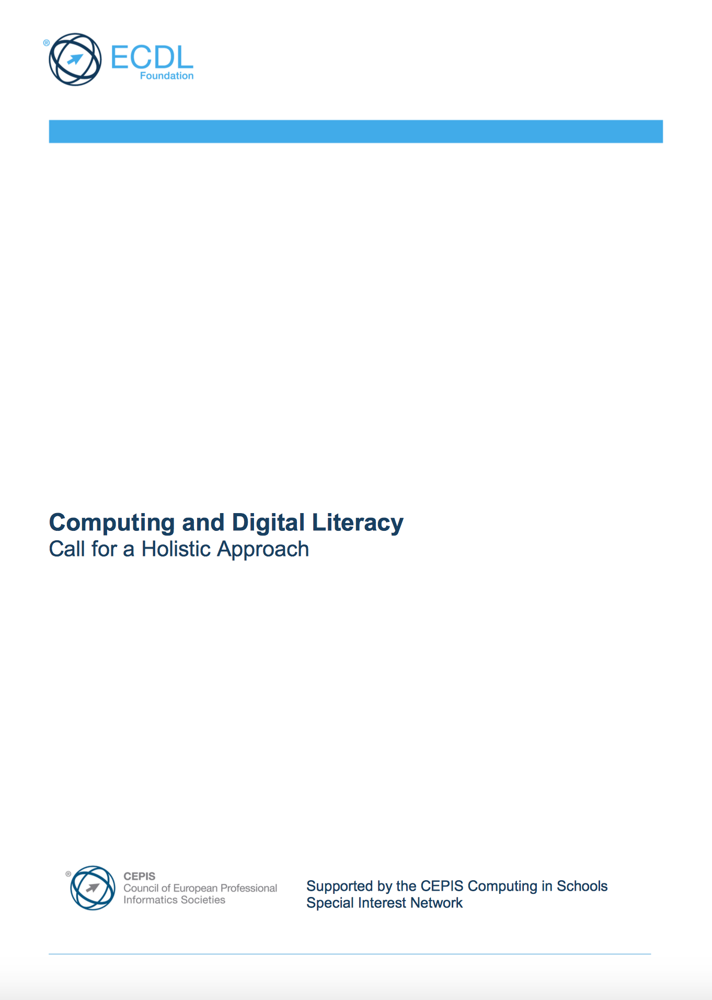 ®
ECDL
Foundation
Computing and Digital Literacy
Call for a Holistic Approach
®
CEPIS
Council of European Professional
Informatics Societies
Supported by the CEPIS Computing in Schools
Special Interest Network